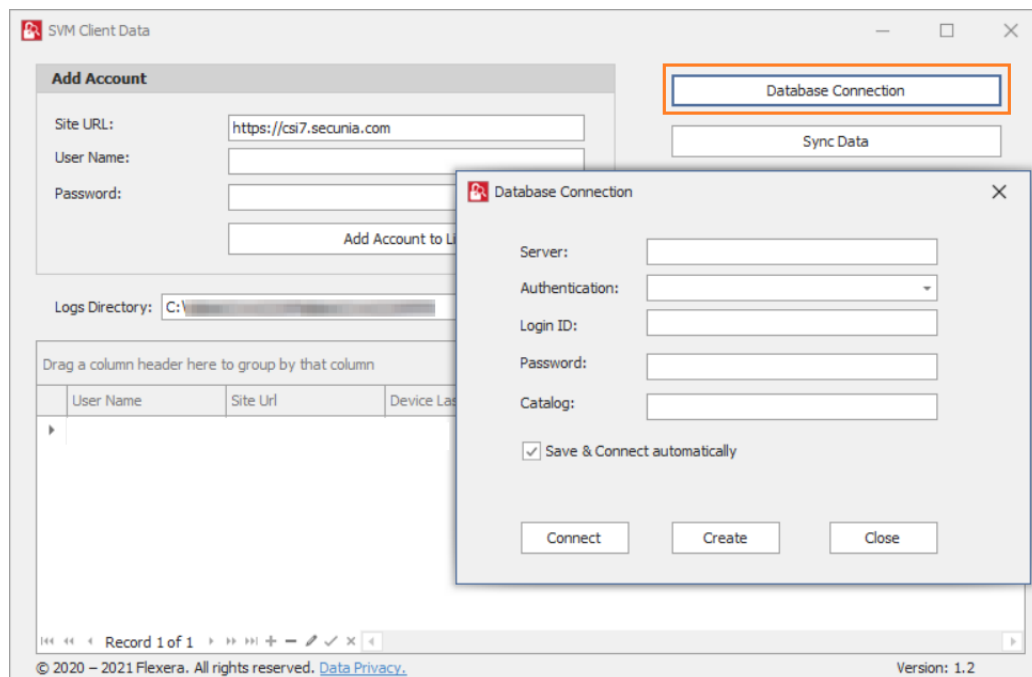 SVM Client Data
Add Account
Database Connection
Site URL:
https://csi7.secunia.com
Sync Data
User Name:
Password:
Add Account to Li
Database Connection
Server:
Authentication:
Login ID:
Password:
Catalog:
Save & Connect automatically
Connect Create Close
Logs Directory: C:\
Drag a column header here to group by that column
User Name Site Url Device Las
Record 1 of 1
© 2020 – 2021 Flexera. All rights reserved. Data Privacy. Version: 1.2